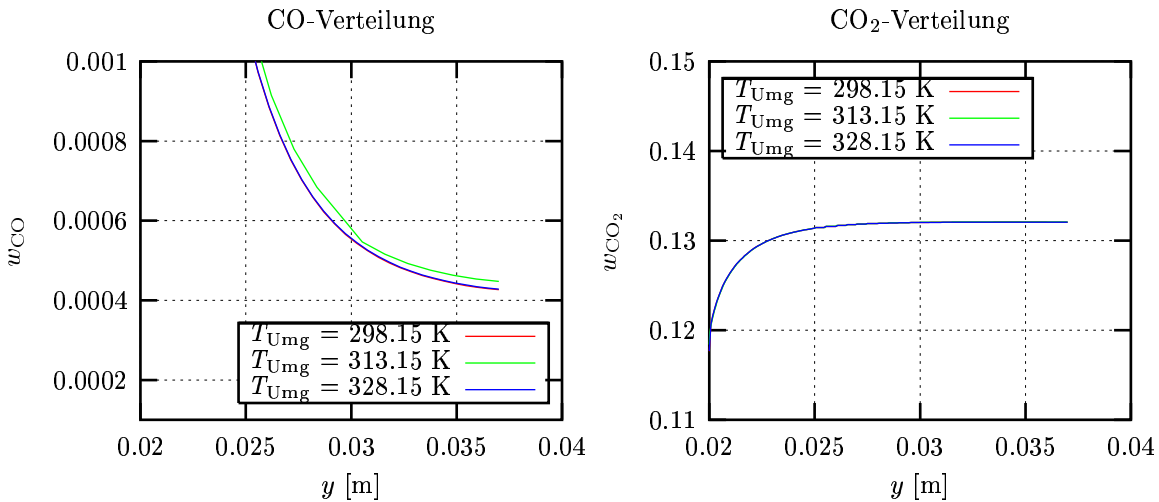 CO-Verteilung
0.001
0.0008
0.0006
0.0004
0.0002
w_CO
T_Umg = 298.15 K
T_Umg = 313.15 K
T_Umg = 328.15 K
0.02 0.025 0.03 0.035 0.04
y [m]
CO₂-Verteilung
0.15
0.14
0.13
0.12
0.11
w_CO₂
T_Umg = 298.15 K
T_Umg = 313.15 K
T_Umg = 328.15 K
0.02 0.025 0.03 0.035 0.04
y [m]